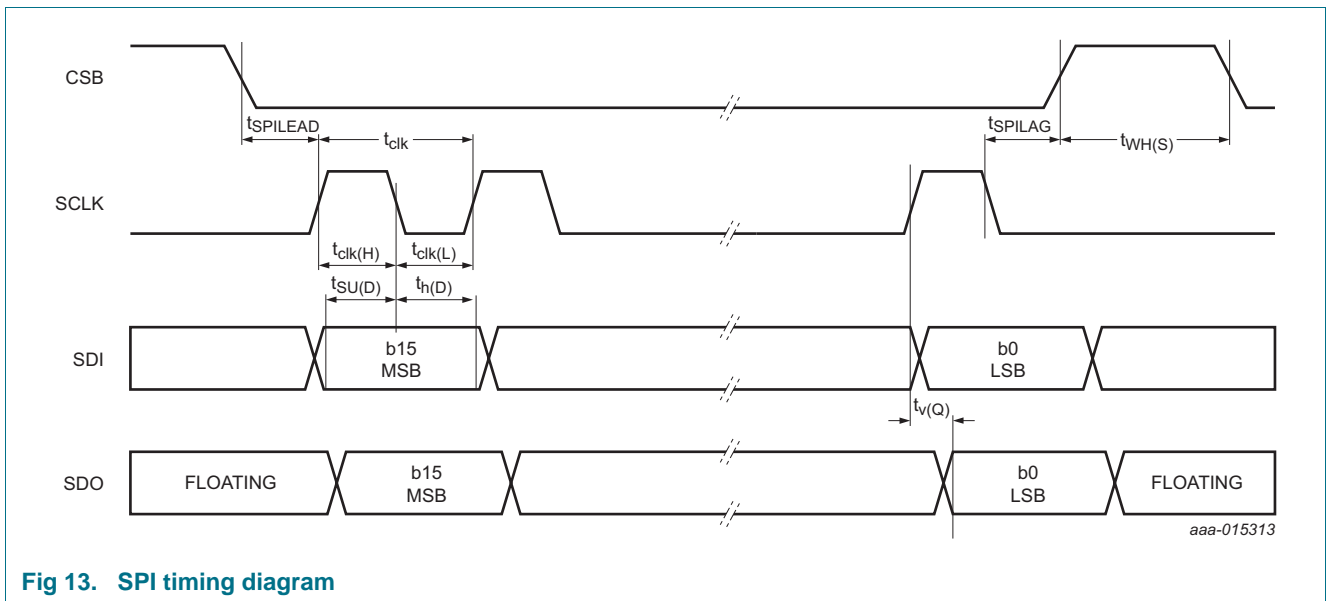 CSB
tSPILEAD
tclk
tSPILAG
tWH(S)
SCLK
tclk(H)
tclk(L)
tSU(D)
th(D)
SDI
b15
MSB
b0
LSB
tv(Q)
SDO
FLOATING
b15
MSB
b0
LSB
FLOATING
aaa-015313
Fig 13. SPI timing diagram